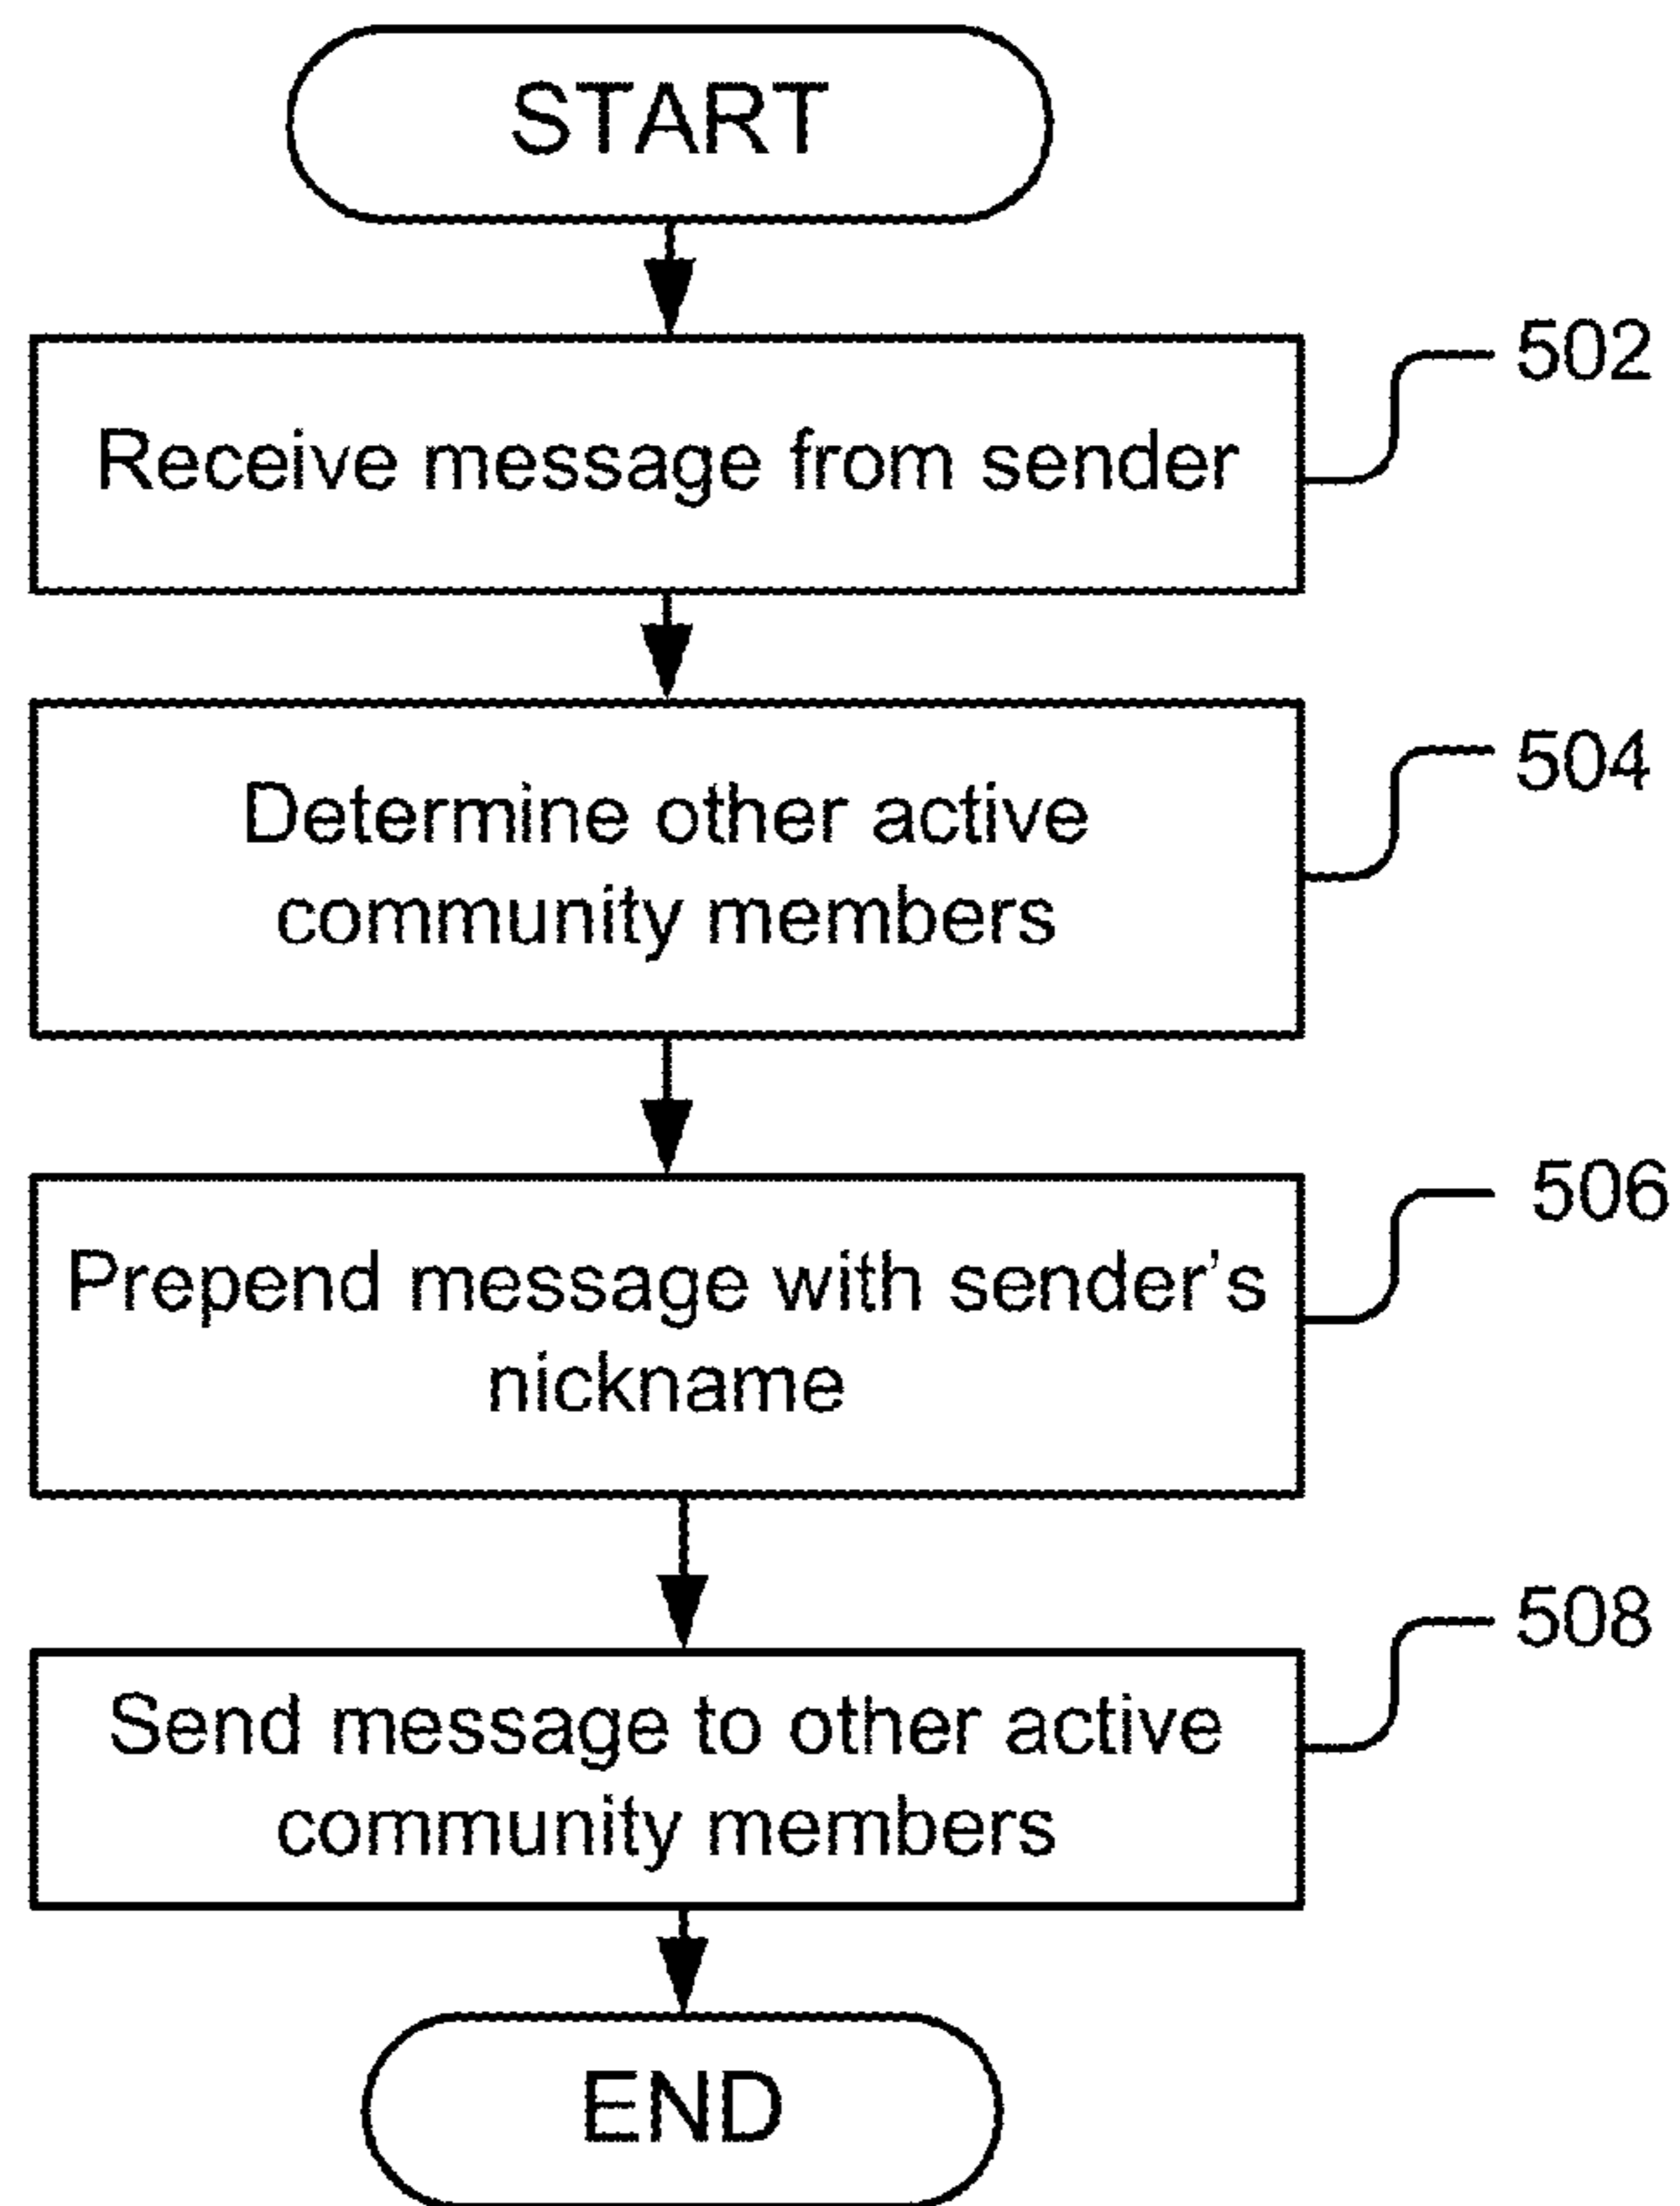 START
502
Receive message from sender
504
Determine other active
community members
506
Prepend message with sender's
nickname
508
Send message to other active
community members
END